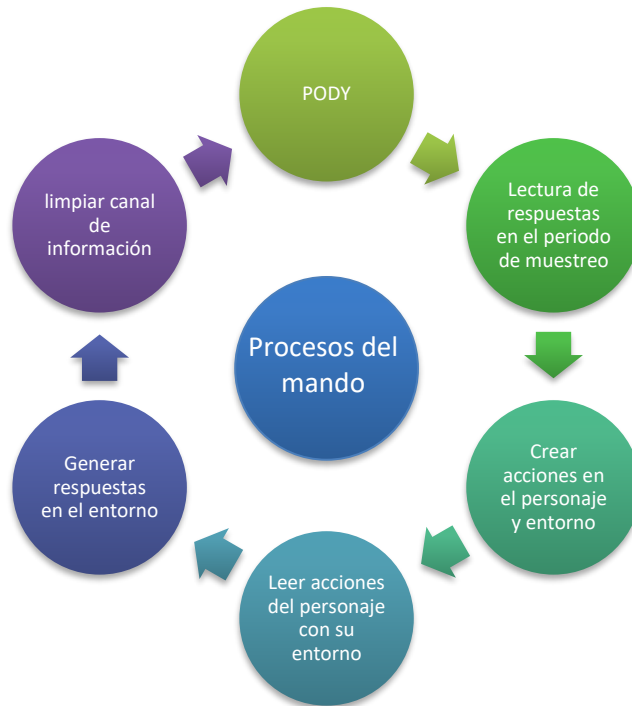 PODY
Lectura de
respuestas
en el periodo
de muestreo
Crear
acciones en
el personaje
y entorno
Leer acciones
del personaje
con su
entorno
Generar
respuestas
en el entorno
limpiar canal
de
información
Procesos del
mando